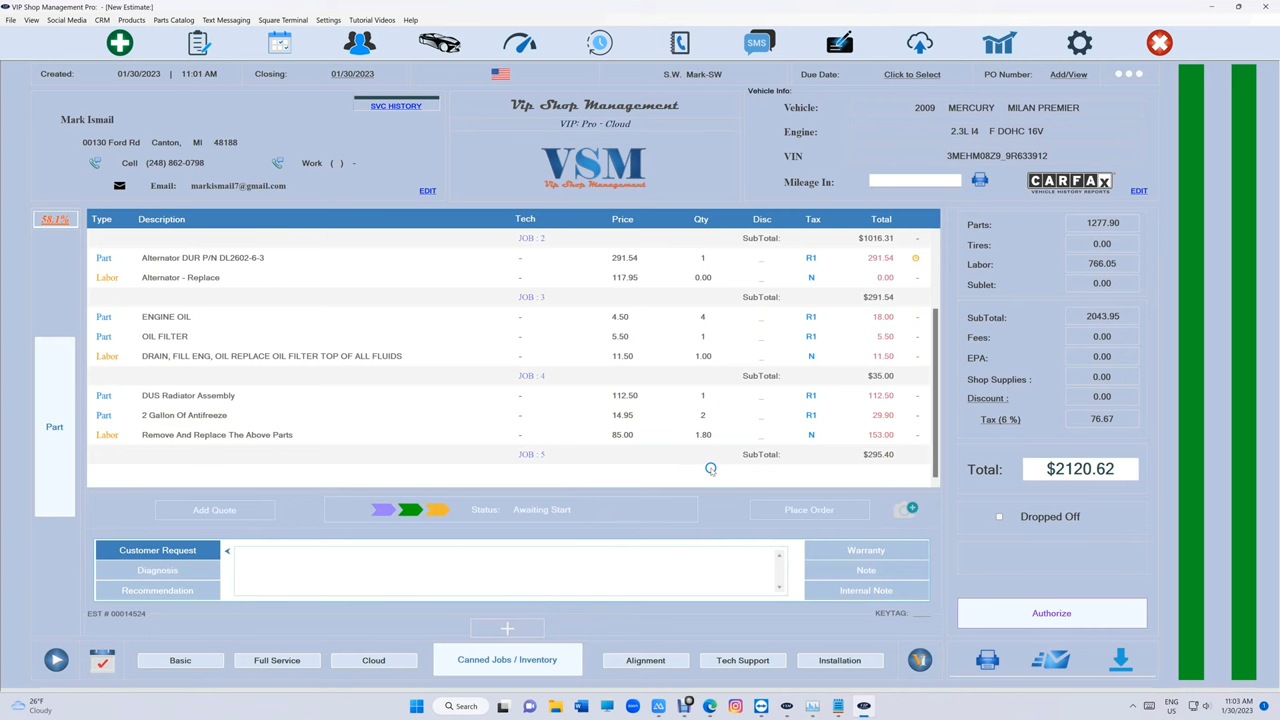 VIP Shop Management Pro: - [New Estimate:]
File View Social Media CRM Products Parts Catalog Text Messaging Square Terminal Settings Tutorial Videos Help
SMS
Created: 01/30/2023 | 11:01 AM Closing: 01/30/2023 S.W. Mark-SW Due Date: Click to Select PO Number: Add/View
SVC HISTORY
Mark Ismail
00130 Ford Rd Canton, MI 48188
Cell (248) 862-0798 Work ( ) -
Email: markismail7@gmail.com
EDIT
Vip Shop Management
VIP: Pro - Cloud
VSM
Vip Shop Management
Vehicle Info:
Vehicle: 2009 MERCURY MILAN PREMIER
Engine: 2.3L I4 F DOHC 16V
VIN 3MEHM08Z9_9R633912
Mileage In: CARFAX
VEHICLE HISTORY REPORTS
EDIT
58.1%
Type Description Tech Price Qty Disc Tax Total
JOB : 2 SubTotal: $1016.31 -
Part Alternator DUR P/N DL2602-6-3 - 291.54 1 _ R1 291.54
Labor Alternator - Replace - 117.95 0.00 N 0.00 -
JOB : 3 SubTotal: $291.54
Part ENGINE OIL - 4.50 4 _ R1 18.00 -
Part OIL FILTER - 5.50 1 _ R1 5.50 -
Labor DRAIN, FILL ENG, OIL REPLACE OIL FILTER TOP OF ALL FLUIDS - 11.50 1.00 _ N 11.50 -
JOB : 4 SubTotal: $35.00
Part DUS Radiator Assembly - 112.50 1 _ R1 112.50 -
Part 2 Gallon Of Antifreeze - 14.95 2 _ R1 29.90 -
Labor Remove And Replace The Above Parts - 85.00 1.80 _ N 153.00 -
JOB : 5 SubTotal: $295.40
Part
Parts: 1277.90
Tires: 0.00
Labor: 766.05
Sublet: 0.00
SubTotal: 2043.95
Fees: 0.00
EPA: 0.00
Shop Supplies : 0.00
Discount : 0.00
Tax (6 %) 76.67
Total: $2120.62
Dropped Off
Authorize
Add Quote Status: Awaiting Start Place Order
Customer Request Warranty
Diagnosis Note
Recommendation Internal Note
EST # 00014524 KEYTAG: ____
Basic Full Service Cloud Canned Jobs / Inventory Alignment Tech Support Installation
26°F
Cloudy
Search
zoom
VIP
ENG
US
11:03 AM
1/30/2023